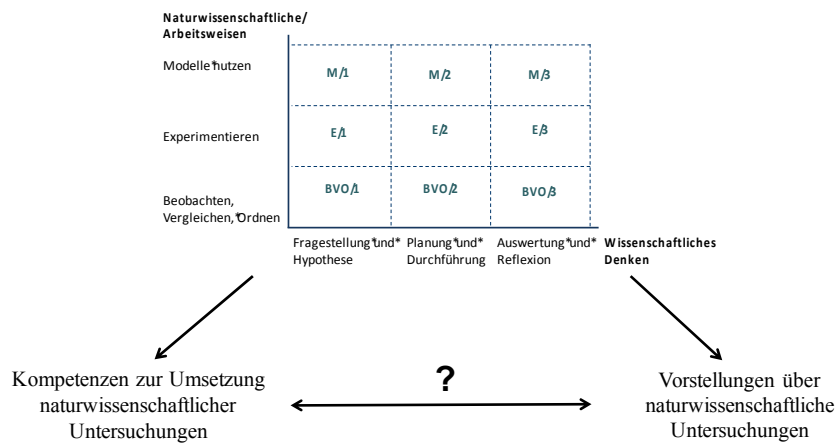 Naturwissenschaftliche/
Arbeitsweisen
Modelle*nutzen
M/1 M/2 M/3
Experimentieren
E/1 E/2 E/3
Beobachten,
Vergleichen,*Ordnen
BVO/1 BVO/2 BVO/3
Fragestellung*und*
Hypothese
Planung*und*
Durchführung
Auswertung*und*
Reflexion
Wissenschaftliches
Denken
Kompetenzen zur Umsetzung
naturwissenschaftlicher
Untersuchungen
?
Vorstellungen über
naturwissenschaftliche
Untersuchungen